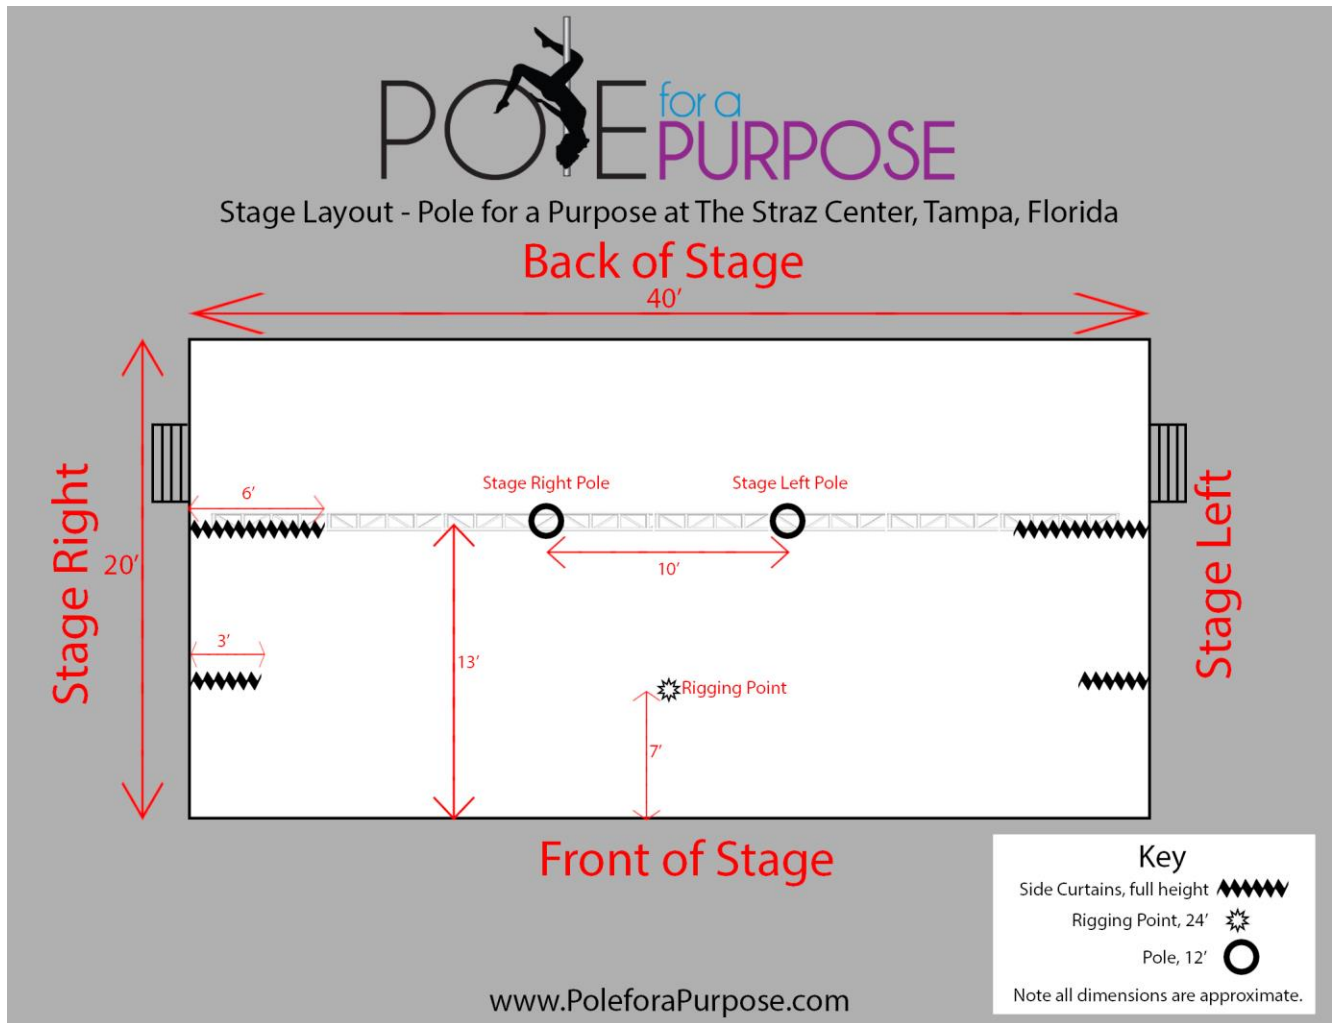 POLE for a PURPOSE
Stage Layout - Pole for a Purpose at The Straz Center, Tampa, Florida
Back of Stage
40’
Stage Right
20’
Stage Left
6’
Stage Right Pole
Stage Left Pole
10’
3’
13’
Rigging Point
7’
Front of Stage
Key
Side Curtains, full height
Rigging Point, 24’
Pole, 12’
Note all dimensions are approximate.
www.PoleforaPurpose.com